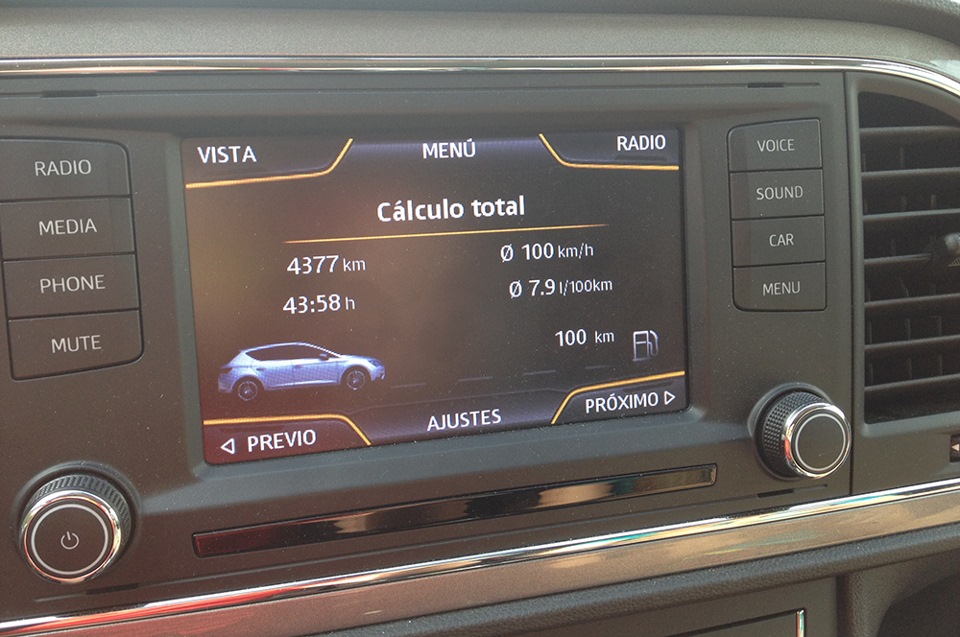 RADIO
MEDIA
PHONE
MUTE
VISTA
MENÚ
RADIO
Cálculo total
4377 km
Ø 100 km/h
43:58 h
Ø 7.9 l/100km
100 km
◁ PREVIO
AJUSTES
PRÓXIMO ▷
VOICE
SOUND
CAR
MENU